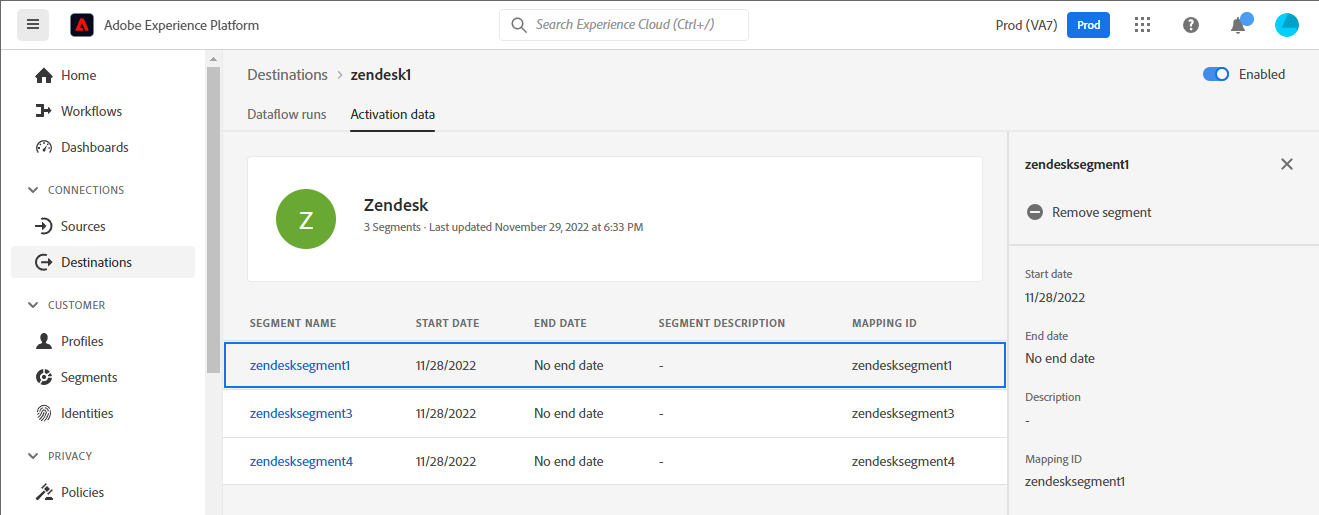 Adobe Experience Platform
Search Experience Cloud (Ctrl+/)
Prod (VA7)
Prod
Home
Workflows
Dashboards
CONNECTIONS
Sources
Destinations
CUSTOMER
Profiles
Segments
Identities
PRIVACY
Policies
Destinations > zendesk1
Enabled
Dataflow runs
Activation data
Z
Zendesk
3 Segments · Last updated November 29, 2022 at 6:33 PM
SEGMENT NAME START DATE END DATE SEGMENT DESCRIPTION MAPPING ID
zendesksegment1 11/28/2022 No end date - zendesksegment1
zendesksegment3 11/28/2022 No end date - zendesksegment3
zendesksegment4 11/28/2022 No end date - zendesksegment4
zendesksegment1
Remove segment
Start date
11/28/2022
End date
No end date
Description
-
Mapping ID
zendesksegment1